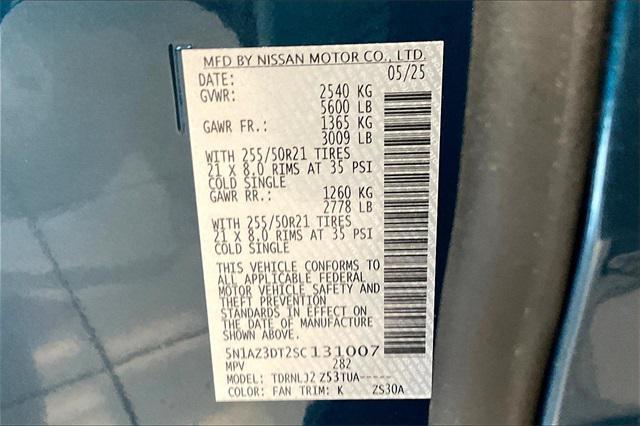 MFD BY NISSAN MOTOR CO., LTD.
DATE: 05/25
GVWR: 2540 KG
5600 LB
GAWR FR.: 1365 KG
3009 LB
WITH 255/50R21 TIRES
21 X 8.0 RIMS AT 35 PSI
COLD SINGLE
GAWR RR.: 1260 KG
2778 LB
WITH 255/50R21 TIRES
21 X 8.0 RIMS AT 35 PSI
COLD SINGLE
THIS VEHICLE CONFORMS TO
ALL APPLICABLE FEDERAL
MOTOR VEHICLE SAFETY AND
THEFT PREVENTION
STANDARDS IN EFFECT ON
THE DATE OF MANUFACTURE
SHOWN ABOVE.
5N1AZ3DT2SC131007
MPV 282
MODEL: TDRNLJ2 Z53TUA-----
COLOR: FAN TRIM: K ZS30A